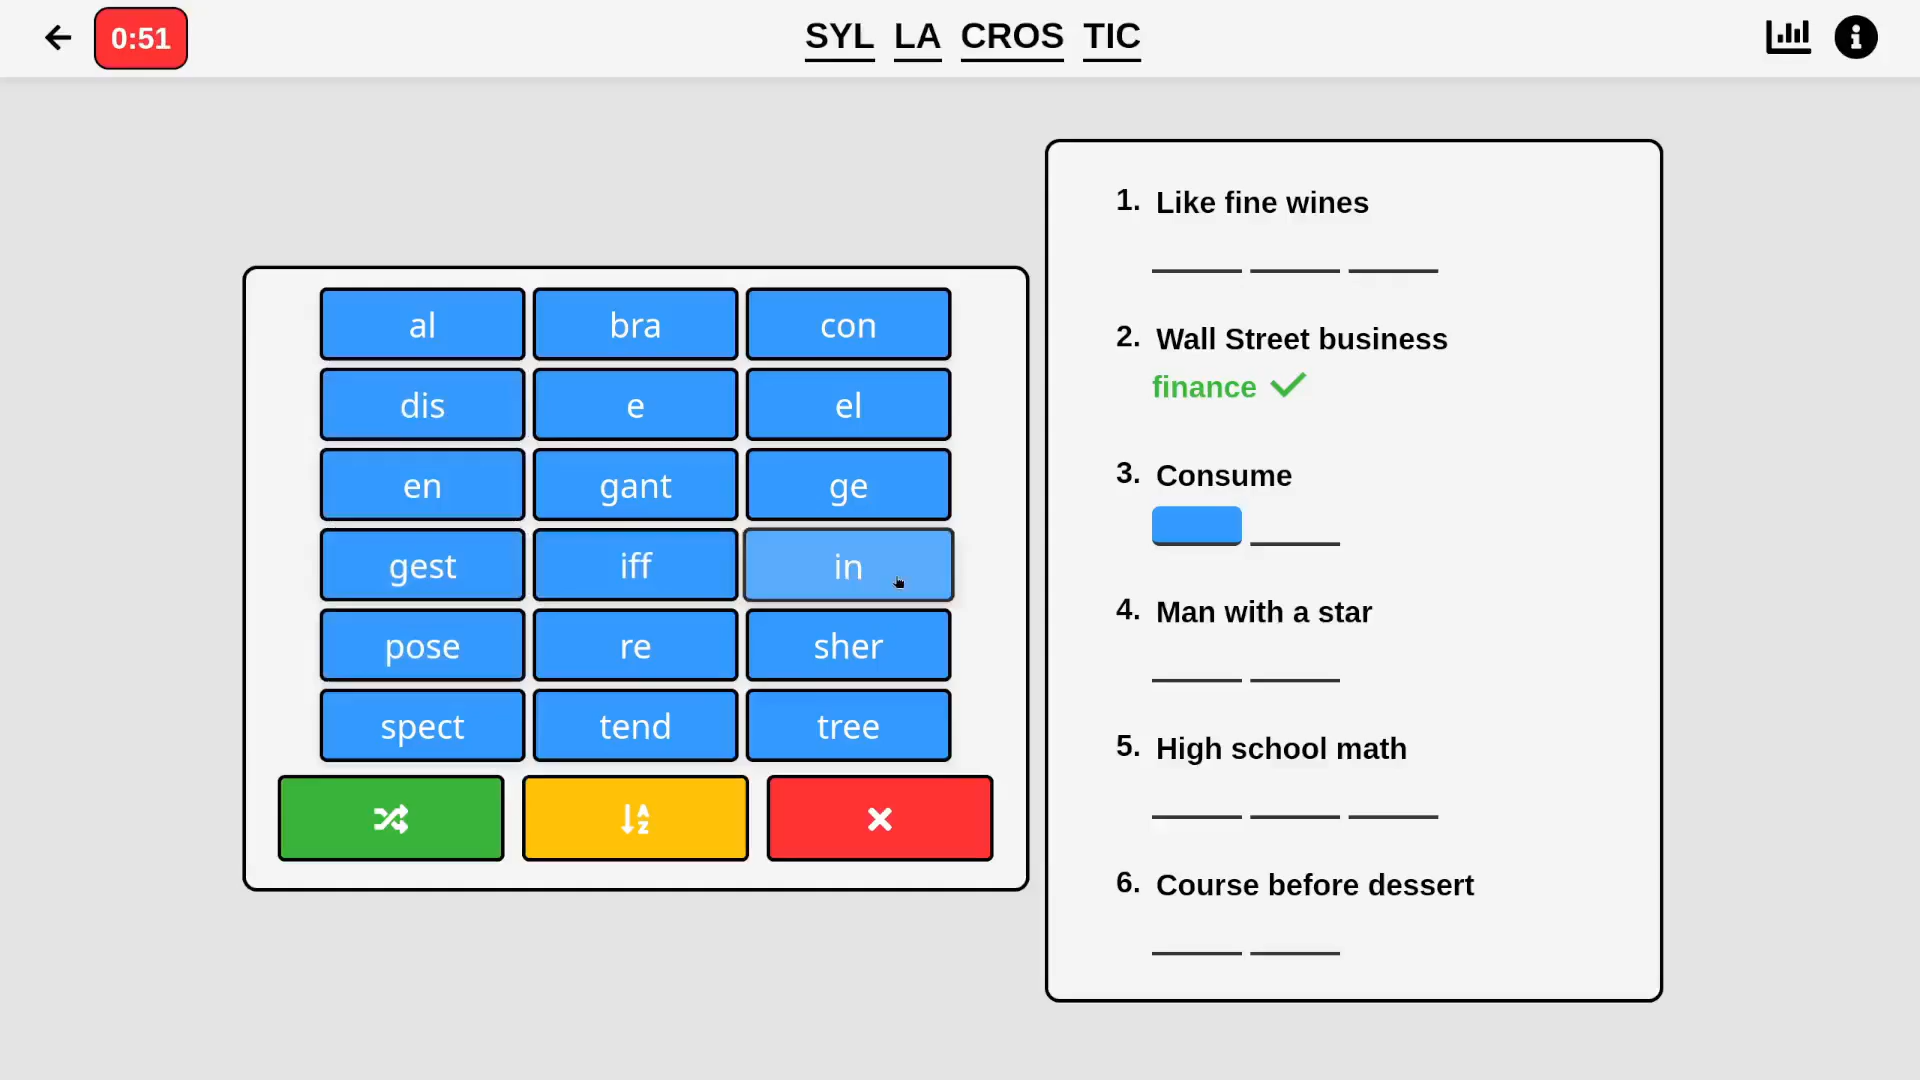 0:51
SYL LA CROS TIC
al bra con
dis e el
en gant ge
gest iff in
pose re sher
spect tend tree
A
Z
1. Like fine wines
2. Wall Street business
finance
3. Consume
4. Man with a star
5. High school math
6. Course before dessert